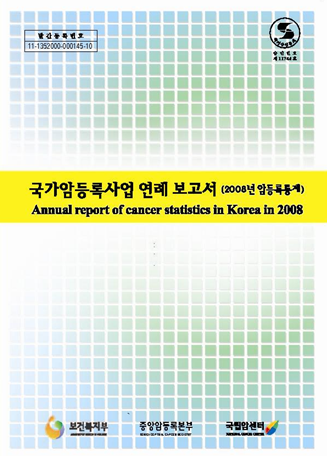 발간등록번호
11-1352000-000145-10
국가암등록사업 연례 보고서 (2008년 암등록통계)
Annual report of cancer statistics in Korea in 2008
보건복지부
중앙암등록본부
국립암센터